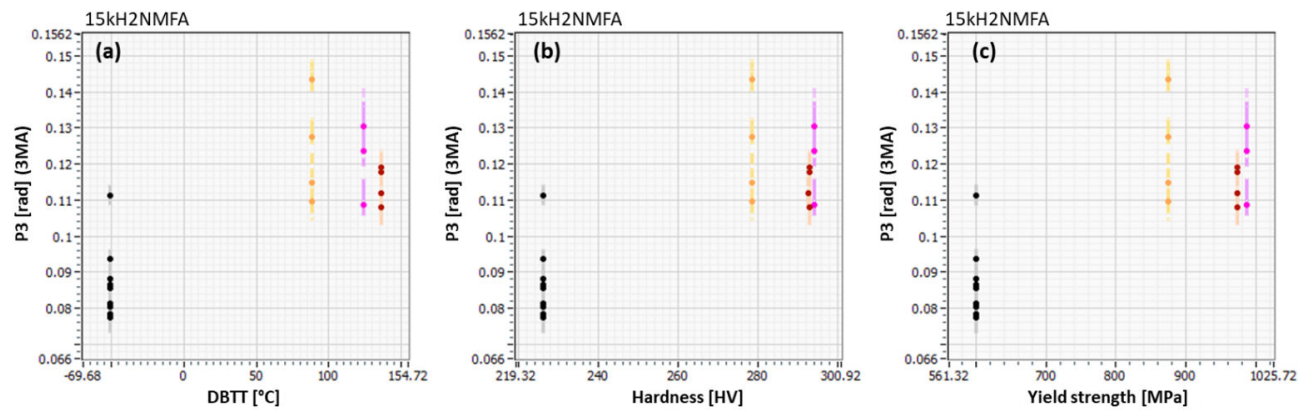 15kH2NMFA
(a)
P3 [rad] (3MA)
0.1562
0.15
0.14
0.13
0.12
0.11
0.1
0.09
0.08
0.066
-69.68 0 50 100 154.72
DBTT [°C]
15kH2NMFA
(b)
P3 [rad] (3MA)
0.1562
0.15
0.14
0.13
0.12
0.11
0.1
0.09
0.08
0.066
219.32 240 260 280 300.92
Hardness [HV]
15kH2NMFA
(c)
P3 [rad] (3MA)
0.1562
0.15
0.14
0.13
0.12
0.11
0.1
0.09
0.08
0.066
561.32 700 800 900 1025.72
Yield strength [MPa]